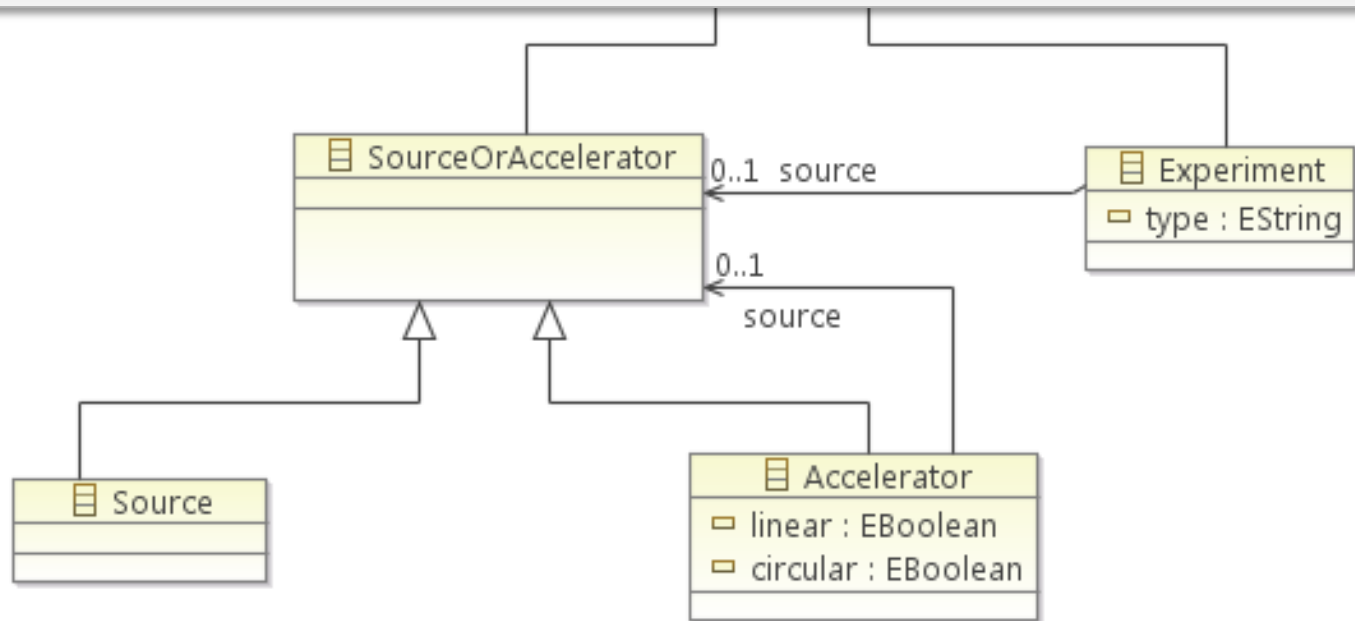 SourceOrAccelerator
0..1 source
Experiment
type : EString
0..1
source
Source
Accelerator
linear : EBoolean
circular : EBoolean